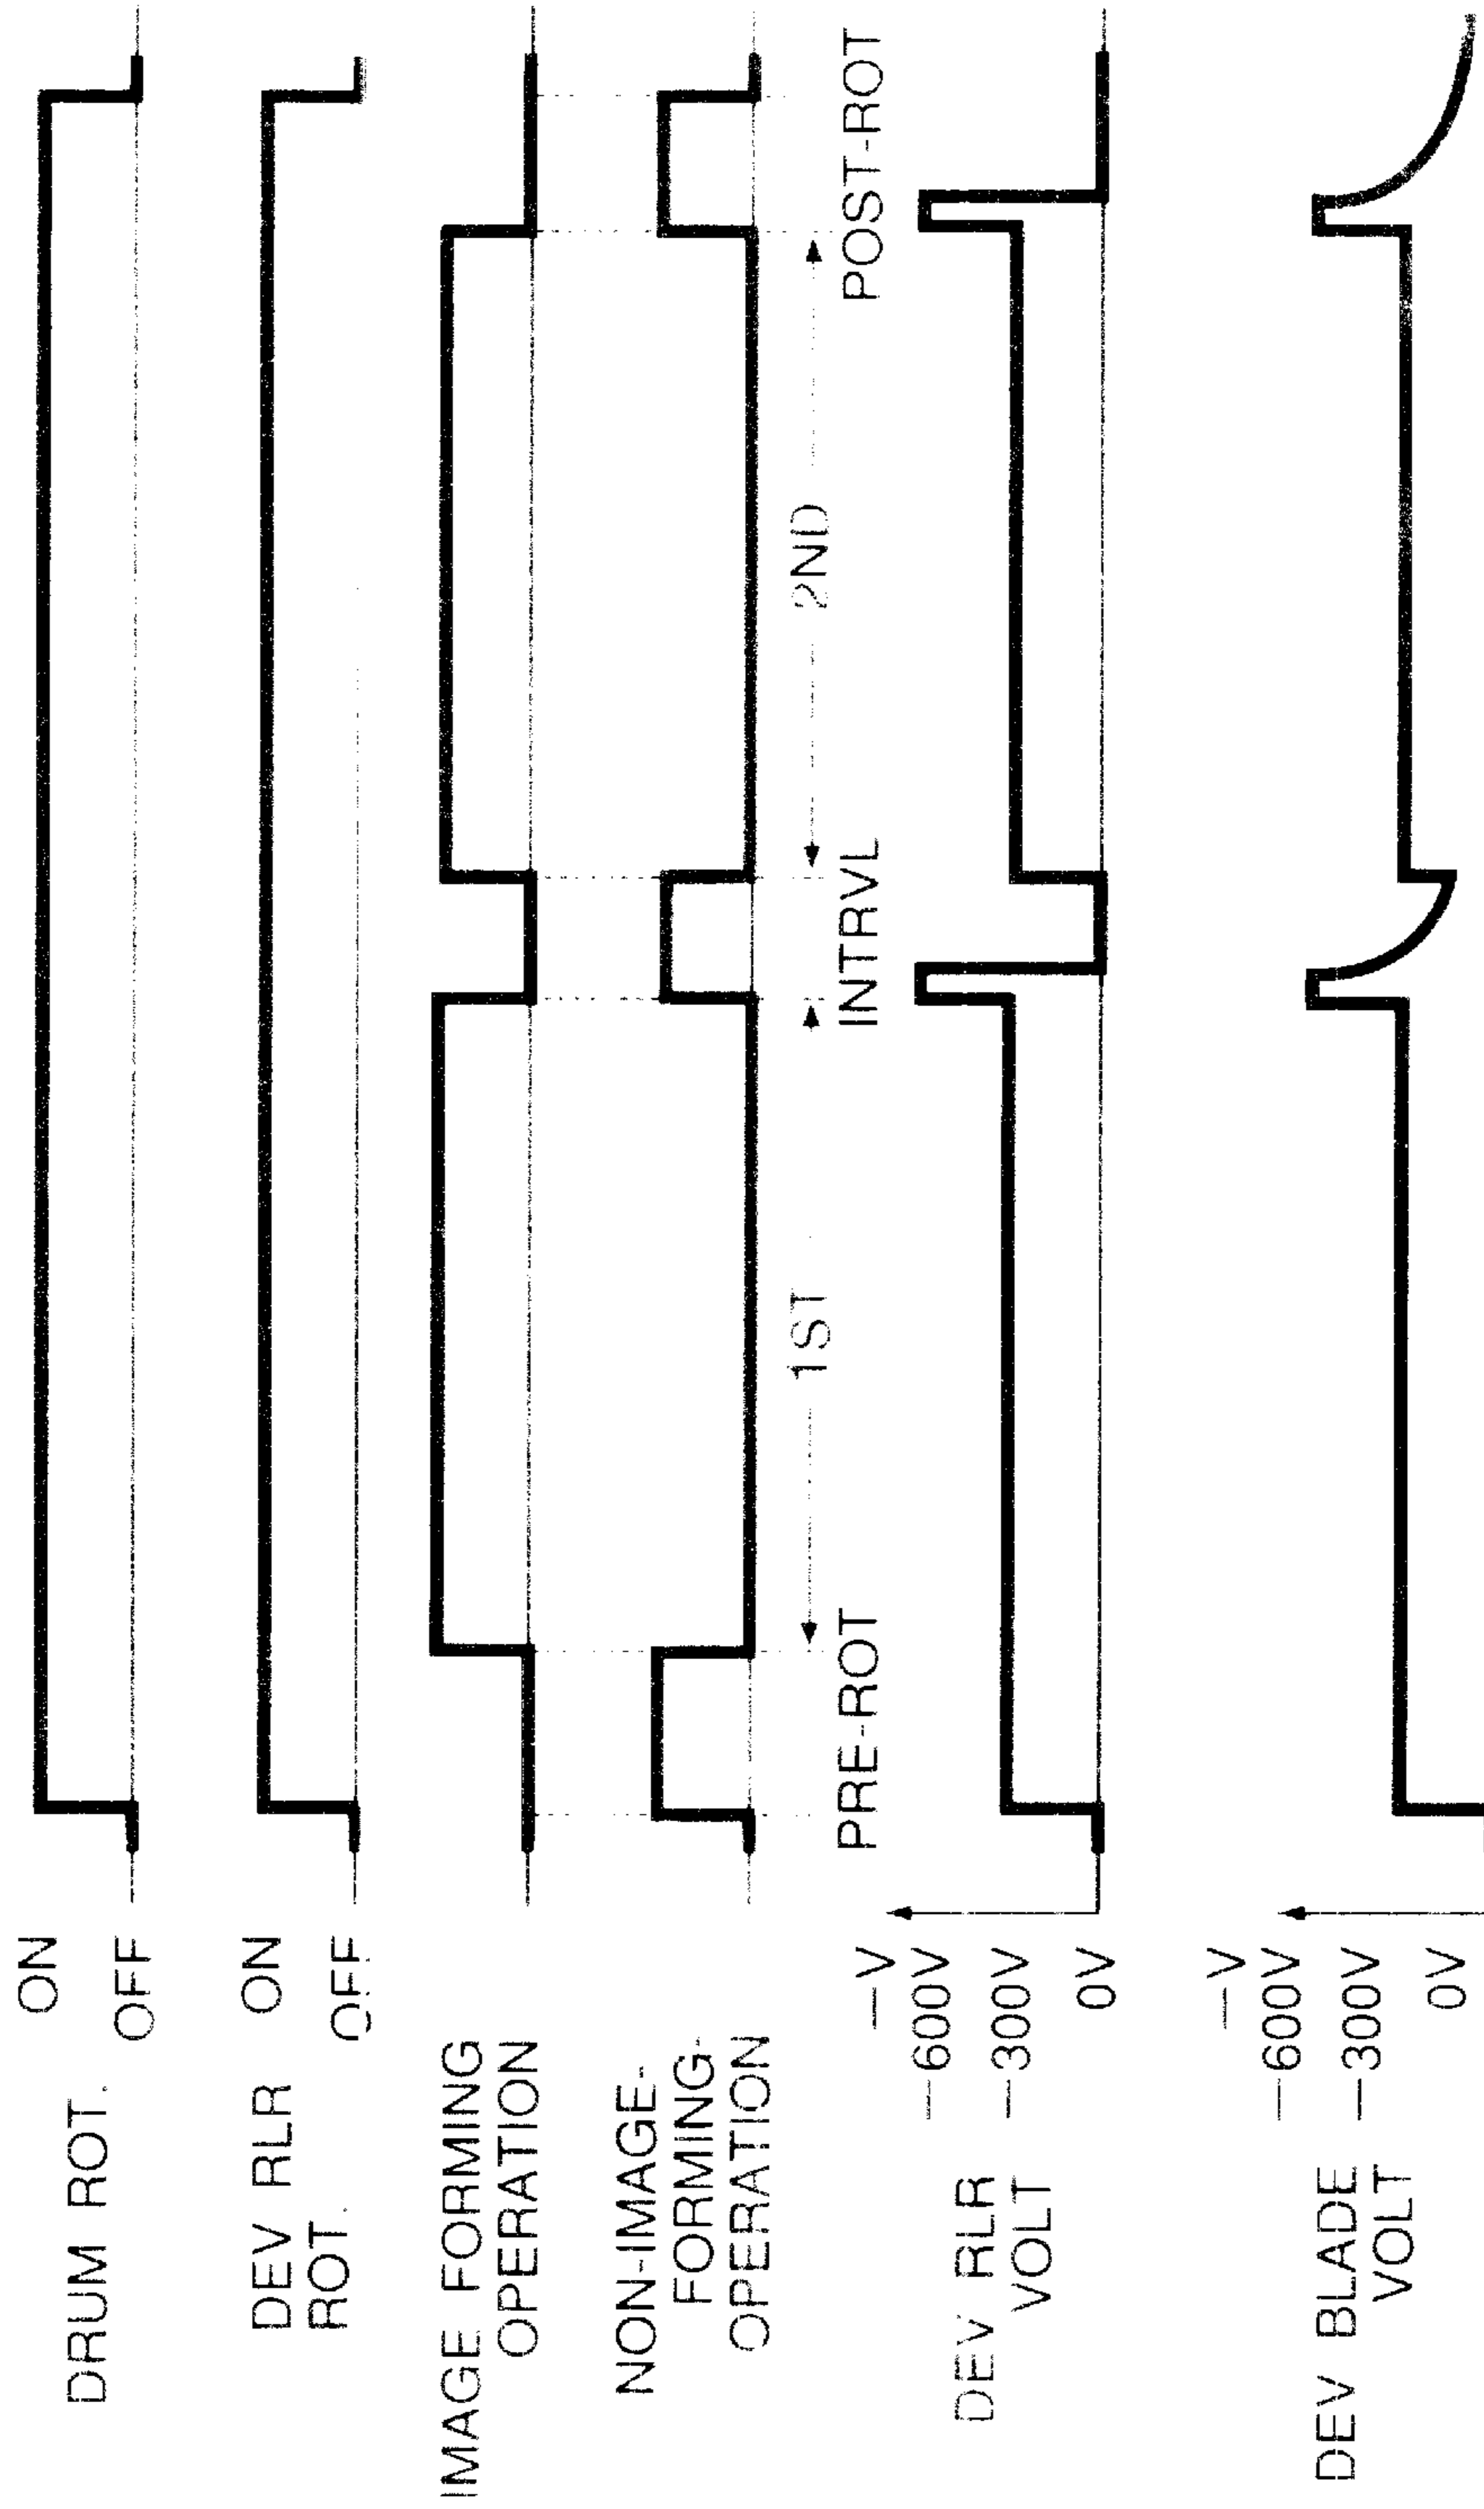 DRUM ROT.
ON
OFF
DEV RLR
ROT.
ON
OFF
IMAGE FORMING
OPERATION
NON-IMAGE-
FORMING-
OPERATION
1ST
2ND
PRE-ROT
INTRVL
POST-ROT
DEV RLR
VOLT
—V
—600V
—300V
0V
DEV BLADE
VOLT
—V
—600V
—300V
0V